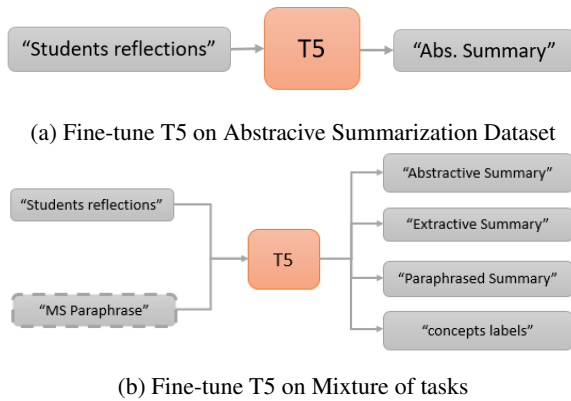 “Students reflections”
T5
“Abs. Summary”
(a) Fine-tune T5 on Abstracive Summarization Dataset
“Students reflections”
“MS Paraphrase”
T5
“Abstractive Summary”
“Extractive Summary”
“Paraphrased Summary”
“concepts labels”
(b) Fine-tune T5 on Mixture of tasks